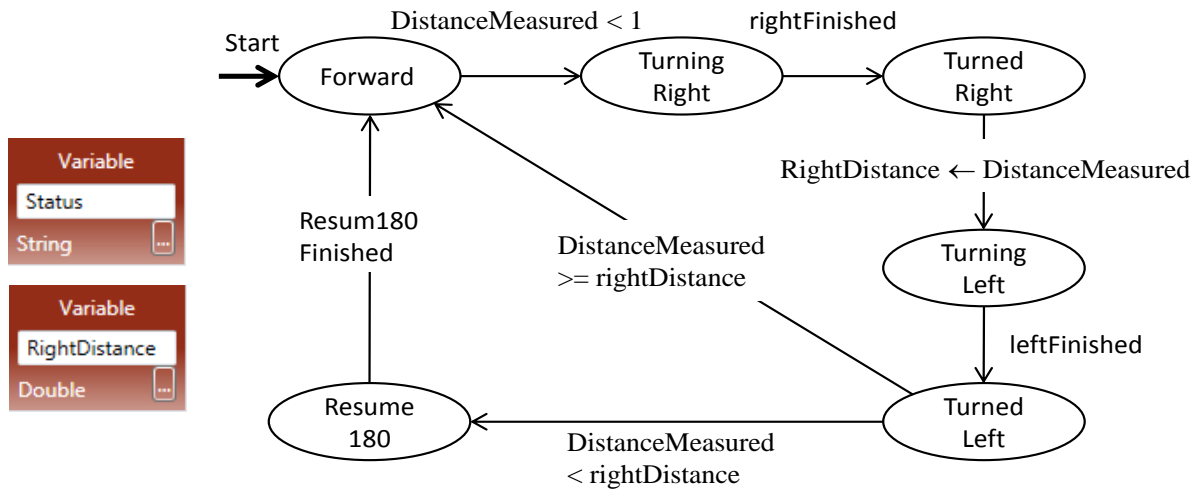 DistanceMeasured < 1
rightFinished
Start
Forward
Turning
Right
Turned
Right
Variable
Status
String
...
RightDistance ← DistanceMeasured
Resum180
Finished
DistanceMeasured
>= rightDistance
Turning
Left
Variable
RightDistance
Double
...
leftFinished
Resume
180
Turned
Left
DistanceMeasured
< rightDistance